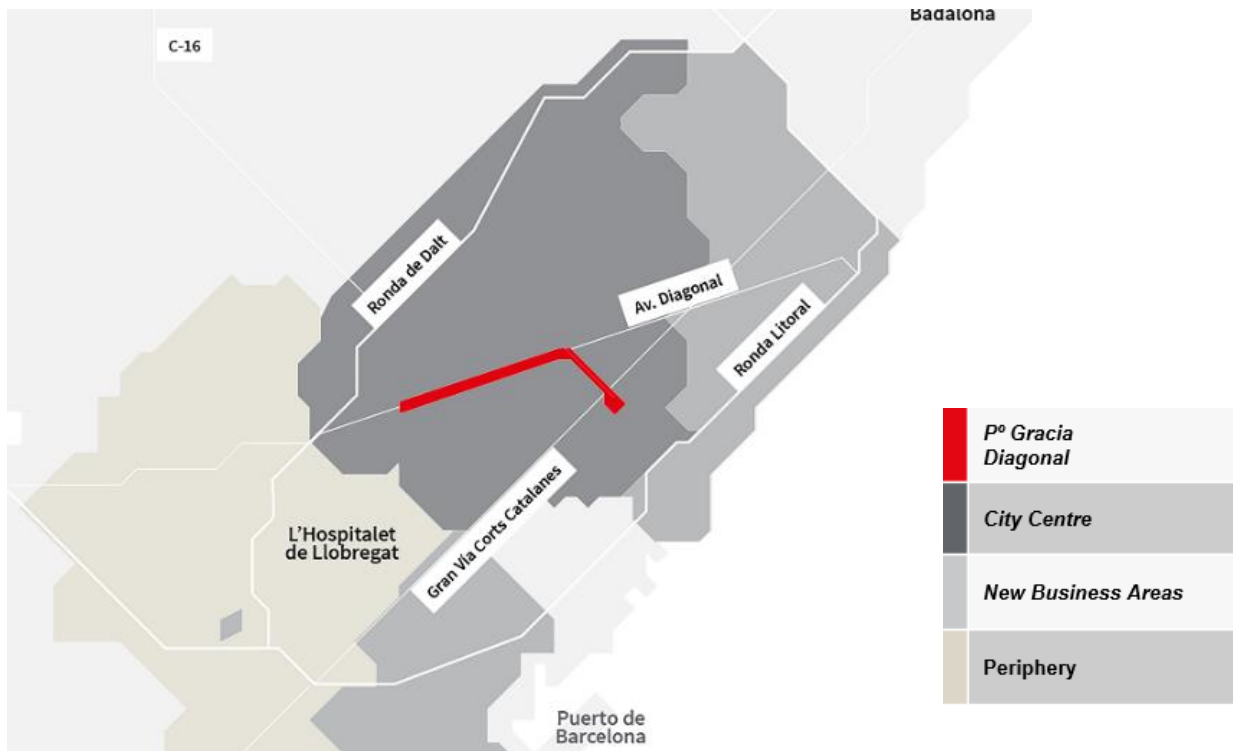 Badalona
C-16
Ronda de Dalt
Av. Diagonal
Ronda Litoral
Gran Vía Corts Catalanes
L'Hospitalet
de Llobregat
Puerto de
Barcelona
Pº Gracia
Diagonal
City Centre
New Business Areas
Periphery